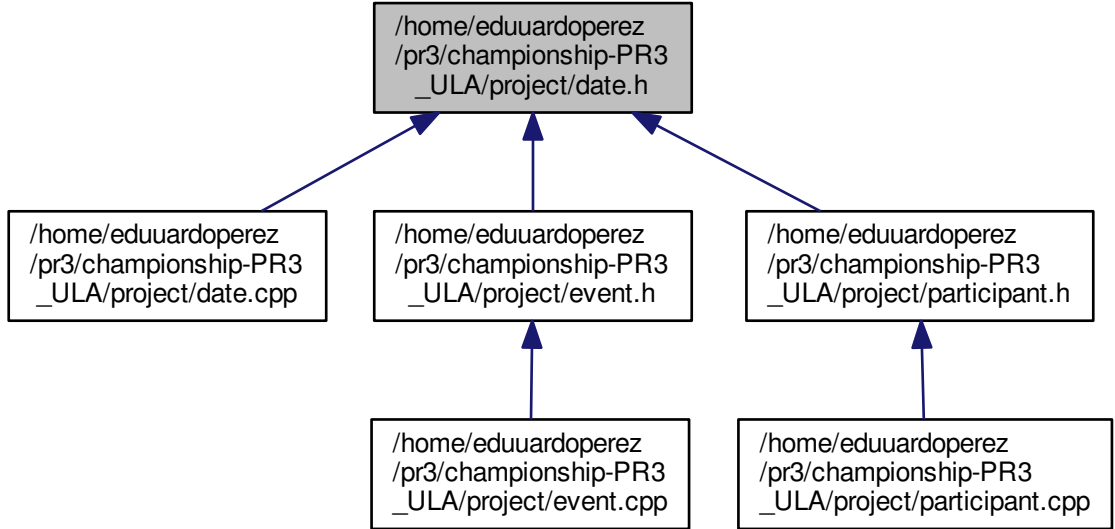 /home/eduuardoperez
/pr3/championship-PR3
_ULA/project/date.h
/home/eduuardoperez
/pr3/championship-PR3
_ULA/project/date.cpp
/home/eduuardoperez
/pr3/championship-PR3
_ULA/project/event.h
/home/eduuardoperez
/pr3/championship-PR3
_ULA/project/participant.h
/home/eduuardoperez
/pr3/championship-PR3
_ULA/project/event.cpp
/home/eduuardoperez
/pr3/championship-PR3
_ULA/project/participant.cpp